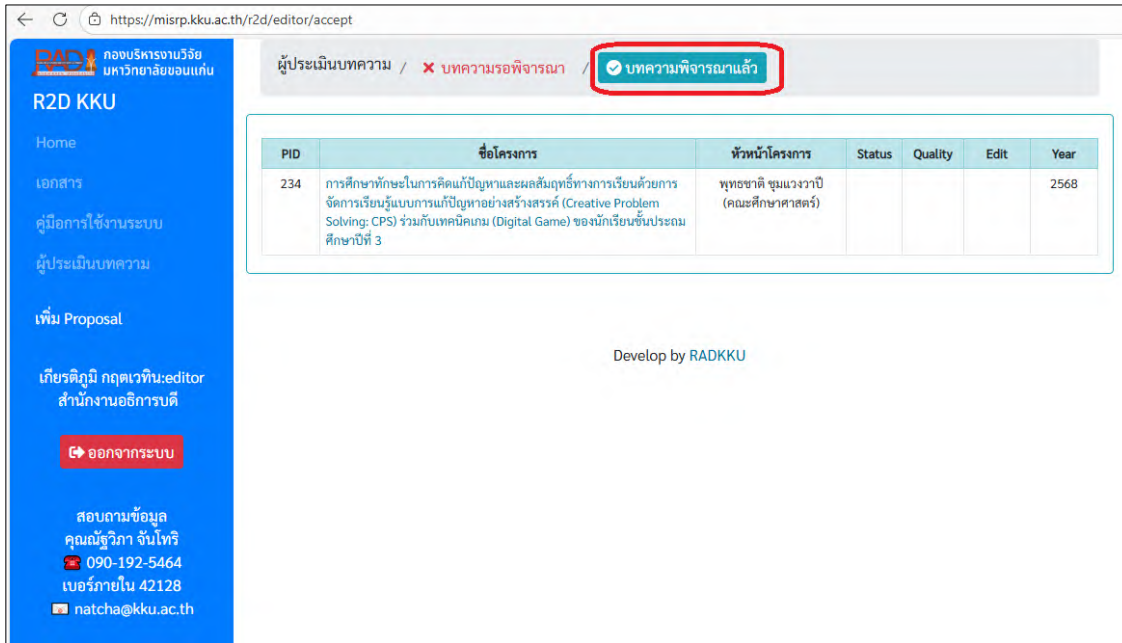 https://misrp.kku.ac.th/r2d/editor/accept
RAD
กองบริหารงานวิจัย
มหาวิทยาลัยขอนแก่น
R2D KKU
Home
เอกสาร
คู่มือการใช้งานระบบ
ผู้ประเมินบทความ
เพิ่ม Proposal
เกียรติภูมิ กฤตเวทิน:editor
สำนักงานอธิการบดี
ออกจากระบบ
สอบถามข้อมูล
คุณณัฐวิภา จันโทริ
090-192-5464
เบอร์ภายใน 42128
natcha@kku.ac.th
ผู้ประเมินบทความ / บทความรอพิจารณา / บทความพิจารณาแล้ว
PID ชื่อโครงการ หัวหน้าโครงการ Status Quality Edit Year
234 การศึกษาทักษะในการคิดแก้ปัญหาและผลสัมฤทธิ์ทางการเรียนด้วยการ พุทธชาติ ชุมแวงวาปี 2568
จัดการเรียนรู้แบบการแก้ปัญหาอย่างสร้างสรรค์ (Creative Problem (คณะศึกษาศาสตร์)
Solving: CPS) ร่วมกับเทคนิคเกม (Digital Game) ของนักเรียนชั้นประถม
ศึกษาปีที่ 3
Develop by RADKKU